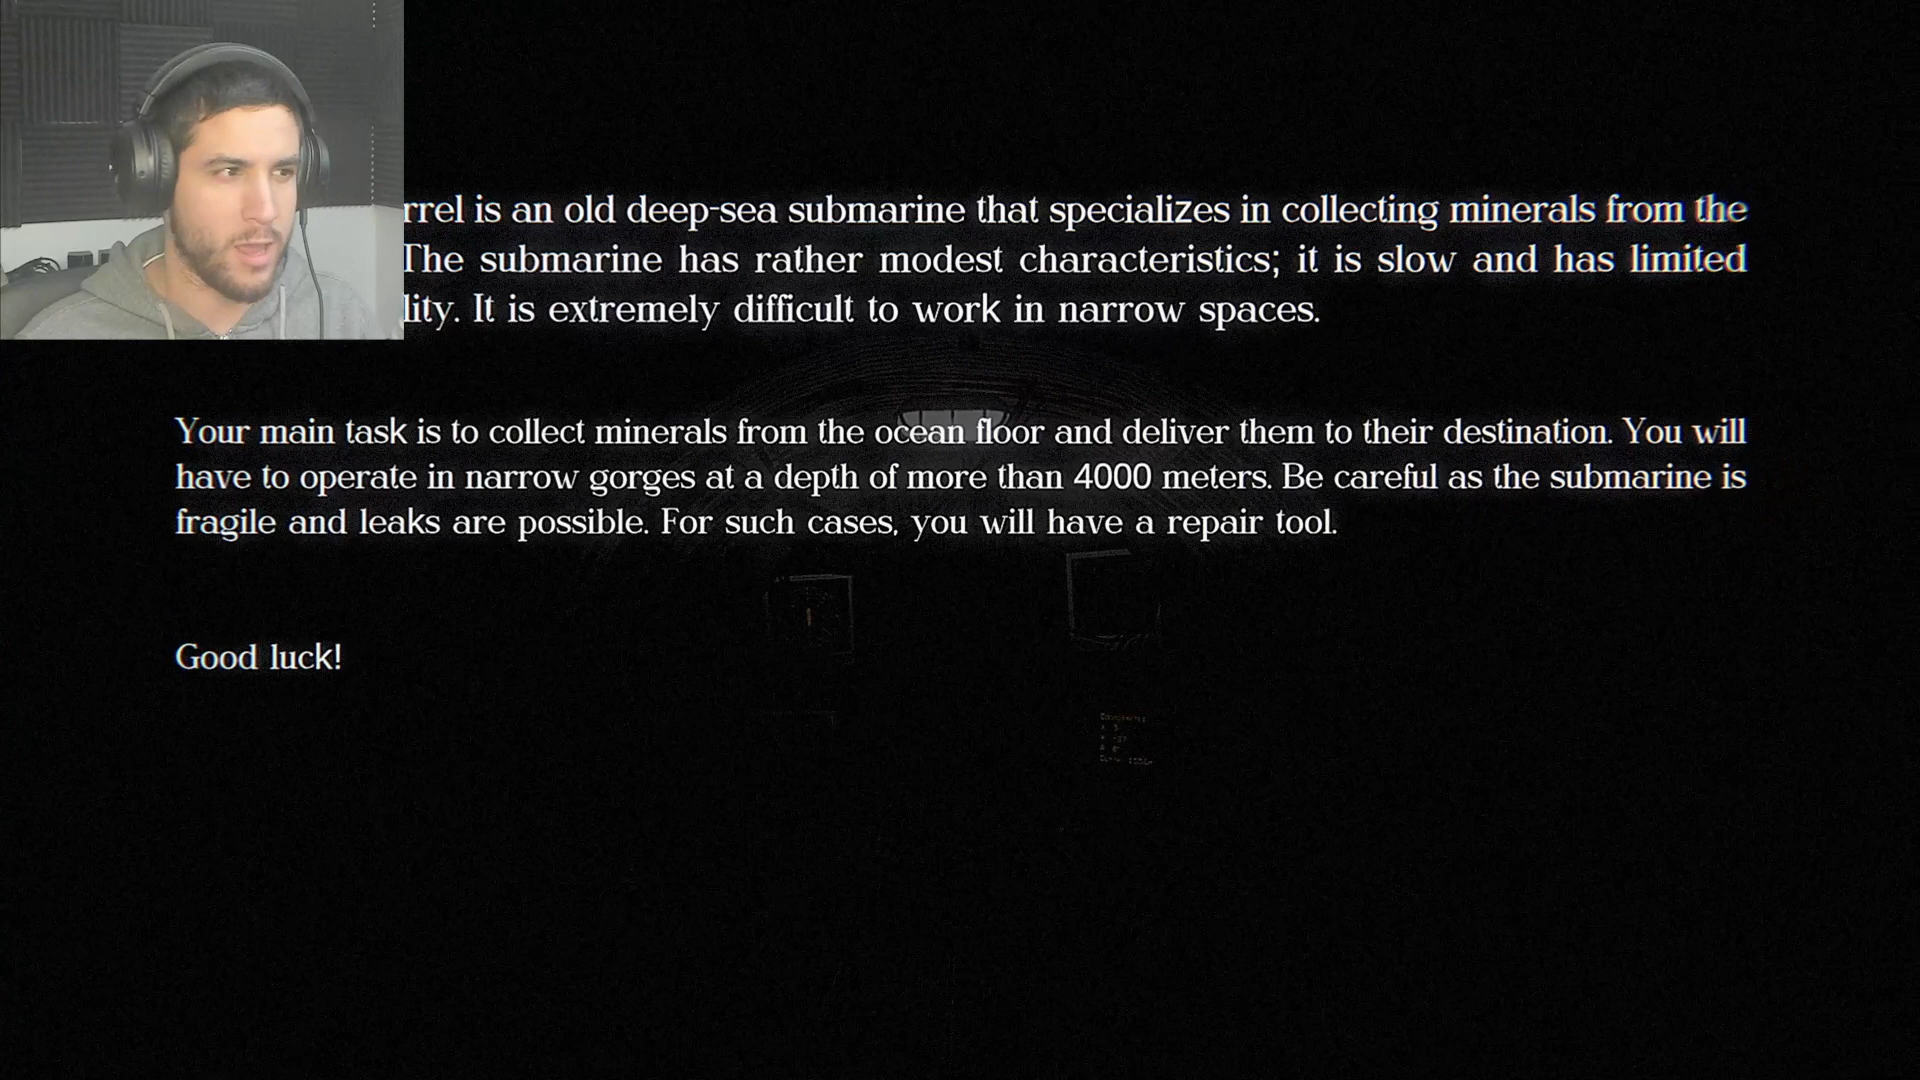 is an old deep-sea submarine that specializes in collecting minerals from the
The submarine has rather modest characteristics; it is slow and has limited
It is extremely difficult to work in narrow spaces.
Your main task is to collect minerals from the ocean floor and deliver them to their destination. You will
have to operate in narrow gorges at a depth of more than 4000 meters. Be careful as the submarine is
fragile and leaks are possible. For such cases, you will have a repair tool.
Good luck!